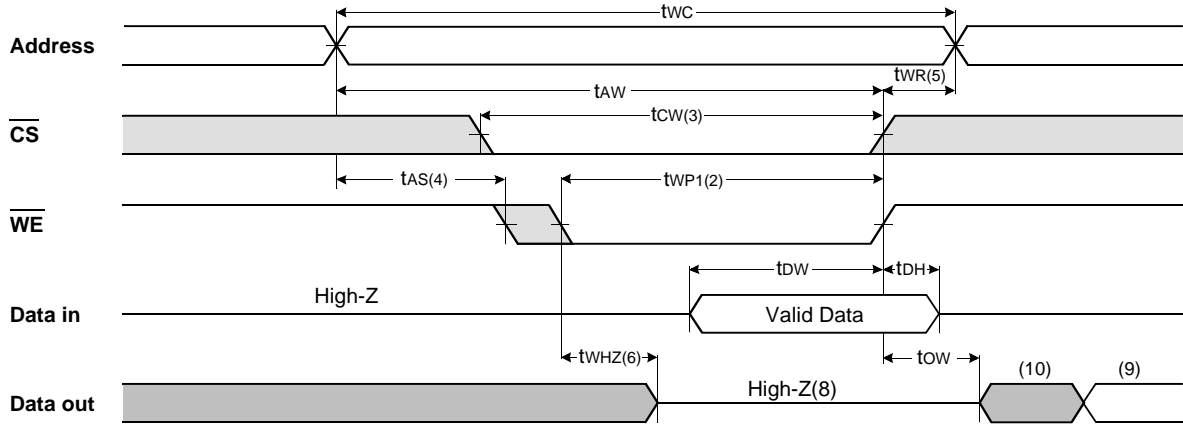 tWC
Address
tWR(5)
tAW
tCW(3)
CS
tAS(4)
tWP1(2)
WE
tDW
tDH
High-Z
Data in
Valid Data
tWHZ(6)
tOW
High-Z(8)
(10)
(9)
Data out